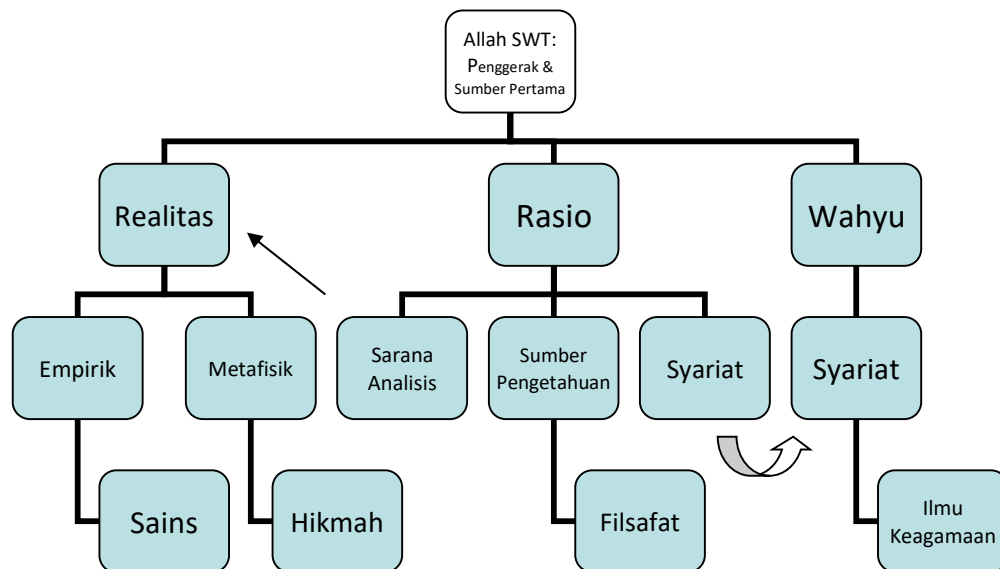 Allah SWT:
Penggerak &
Sumber Pertama
Realitas
Rasio
Wahyu
Empirik
Metafisik
Sarana
Analisis
Sumber
Pengetahuan
Syariat
Syariat
Sains
Hikmah
Filsafat
Ilmu
Keagamaan